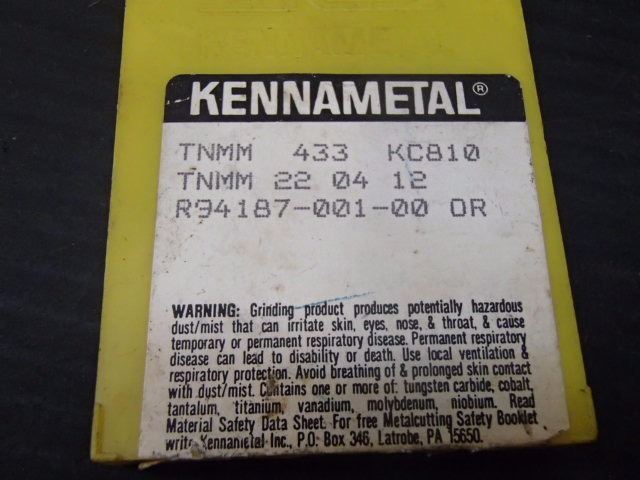 KENNAMETAL
KENNAMETAL®
TNMM 433 KC810
TNMM 22 04 12
R94187-001-00 OR
WARNING: Grinding product produces potentially hazardous
dust/mist that can irritate skin, eyes, nose, & throat, & cause
temporary or permanent respiratory disease. Permanent respiratory
disease can lead to disability or death. Use local ventilation &
respiratory protection. Avoid breathing of & prolonged skin contact
with dust/mist. Contains one or more of: tungsten carbide, cobalt,
tantalum, titanium, vanadium, molybdenum, niobium. Read
Material Safety Data Sheet. For free Metalcutting Safety Booklet
write Kennametal Inc., P.O. Box 346, Latrobe, PA 15650.